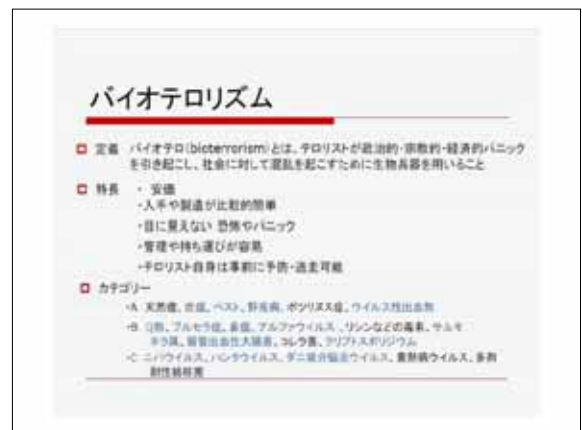 バイオテロリズム
定義 バイオテロ(bioterrorism)とは、テロリストが政治的・宗教的・経済的パニック
を引き起こし、社会に対して混乱を起こすために生物兵器を用いること
特長 ・ 安価
・入手や製造が比較的簡単
・目に見えない 恐怖やパニック
・管理や持ち運びが容易
・テロリスト自身は事前に予防・逃走可能
カテゴリー
・A 天然痘、炭疽、ペスト、野兎病、ボツリヌス症、ウイルス性出血熱
・B Q熱、ブルセラ症、鼻疽、アルファウイルス、リシンなどの毒素、サルモ
ネラ属、腸管出血性大腸菌、コレラ菌、クリプトスポリジウム
・C ニパウイルス、ハンタウイルス、ダニ媒介脳炎ウイルス、黄熱病ウイルス、多剤
耐性結核菌